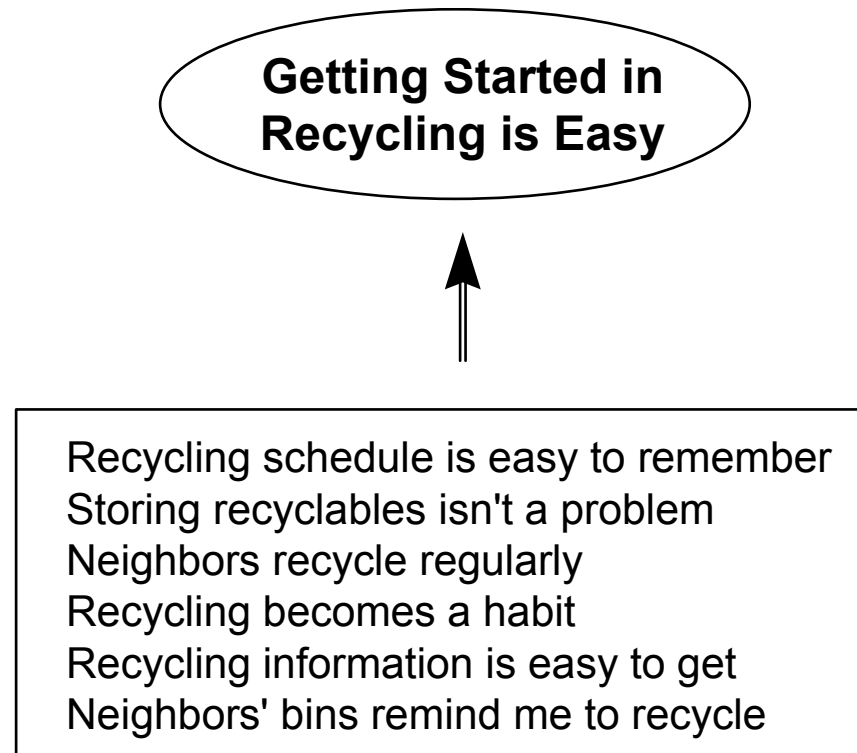 Getting Started in
Recycling is Easy
Recycling schedule is easy to remember
Storing recyclables isn't a problem
Neighbors recycle regularly
Recycling becomes a habit
Recycling information is easy to get
Neighbors' bins remind me to recycle